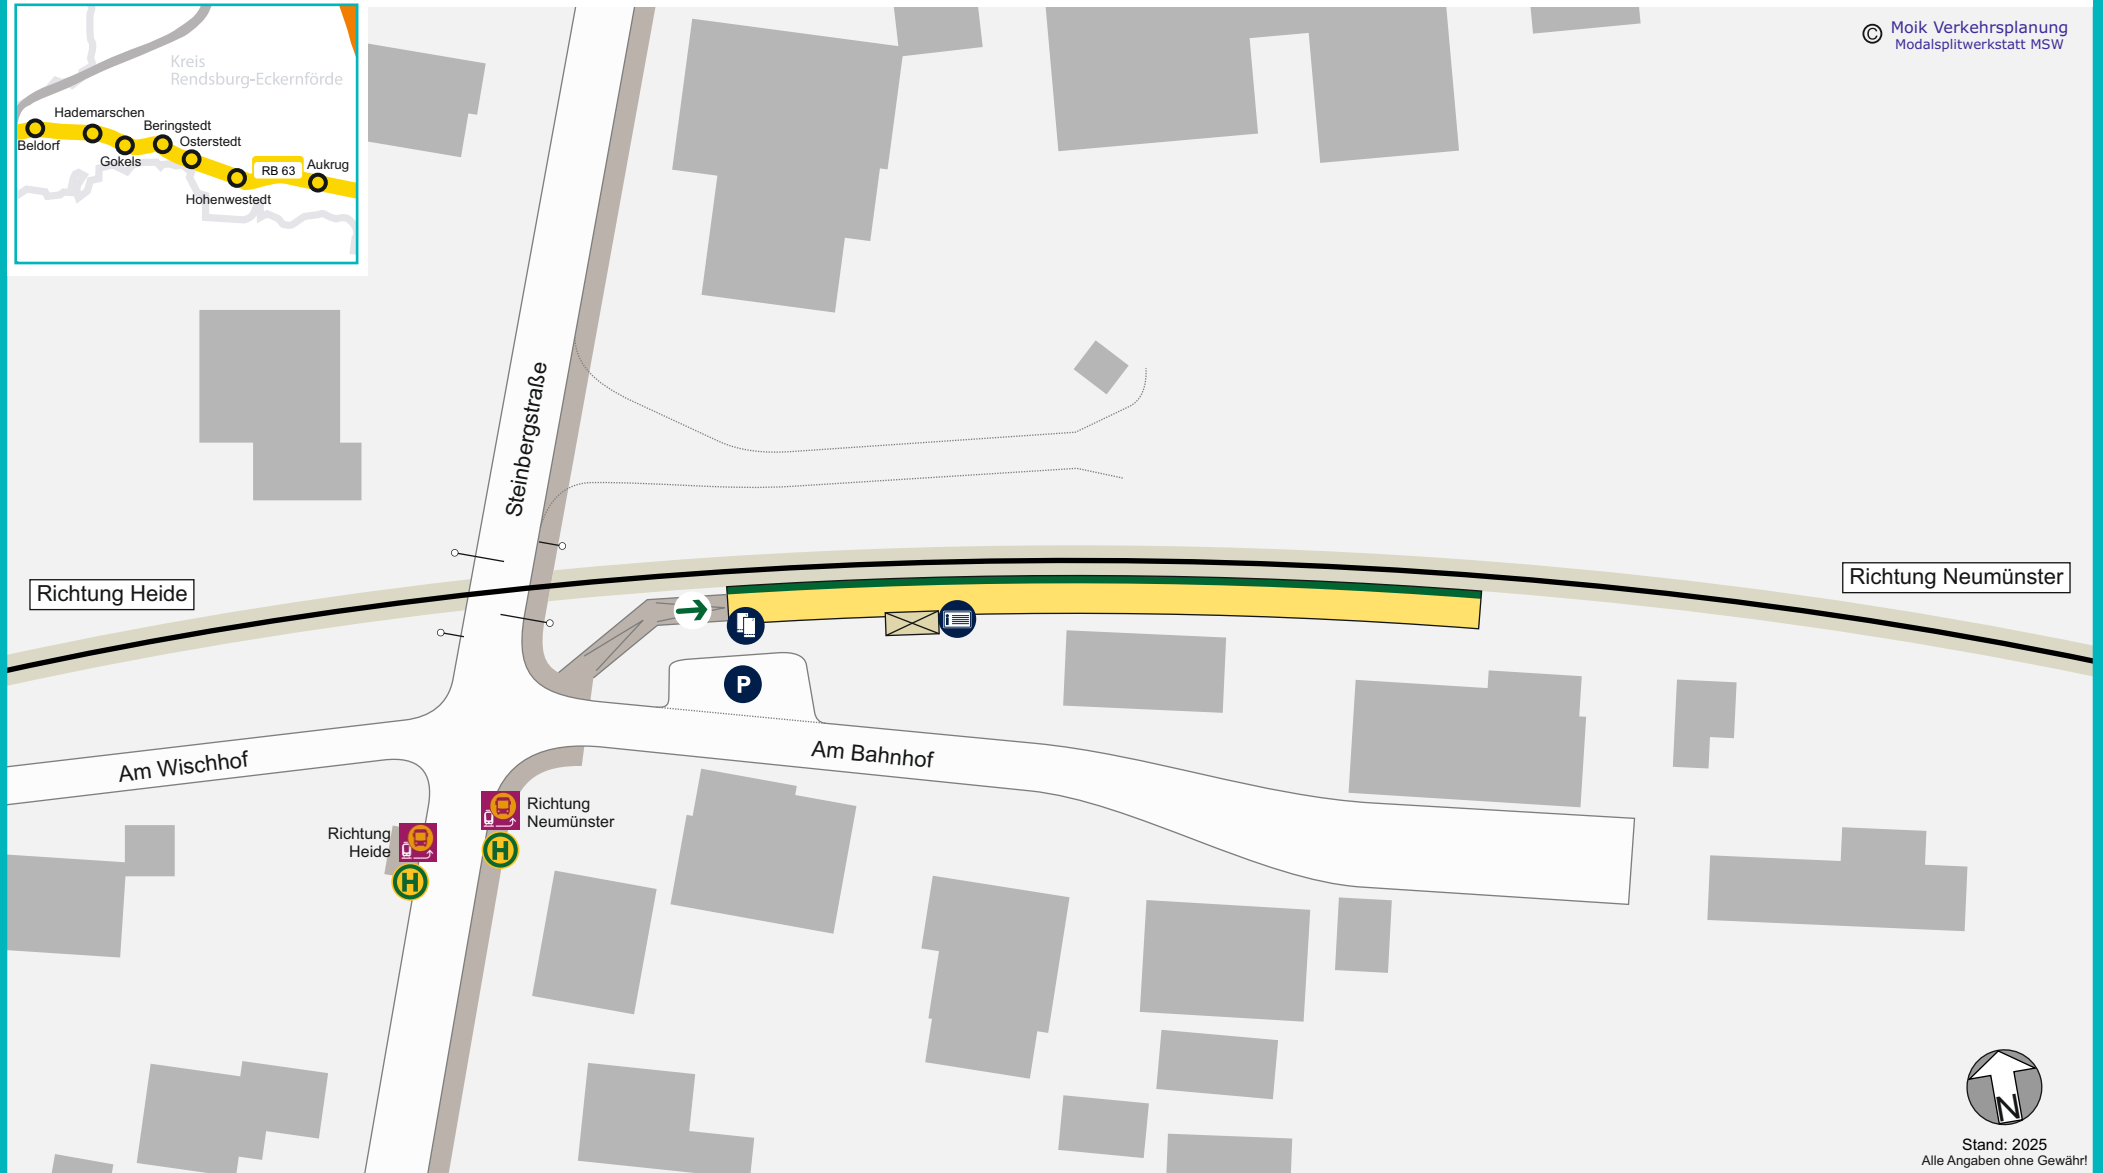 Kreis
Rendsburg-Eckernförde
Hademarschen
Beringstedt
Beldorf
Osterstedt
Gokels
RB 63
Aukrug
Hohenwestedt
© Moik Verkehrsplanung
Modalsplitwerkstatt MSW
Steinbergstraße
Richtung Heide
Richtung Neumünster
P
Am Wischhof
Am Bahnhof
Richtung
Neumünster
H
Richtung
Heide
H
N
Stand: 2025
Alle Angaben ohne Gewähr!